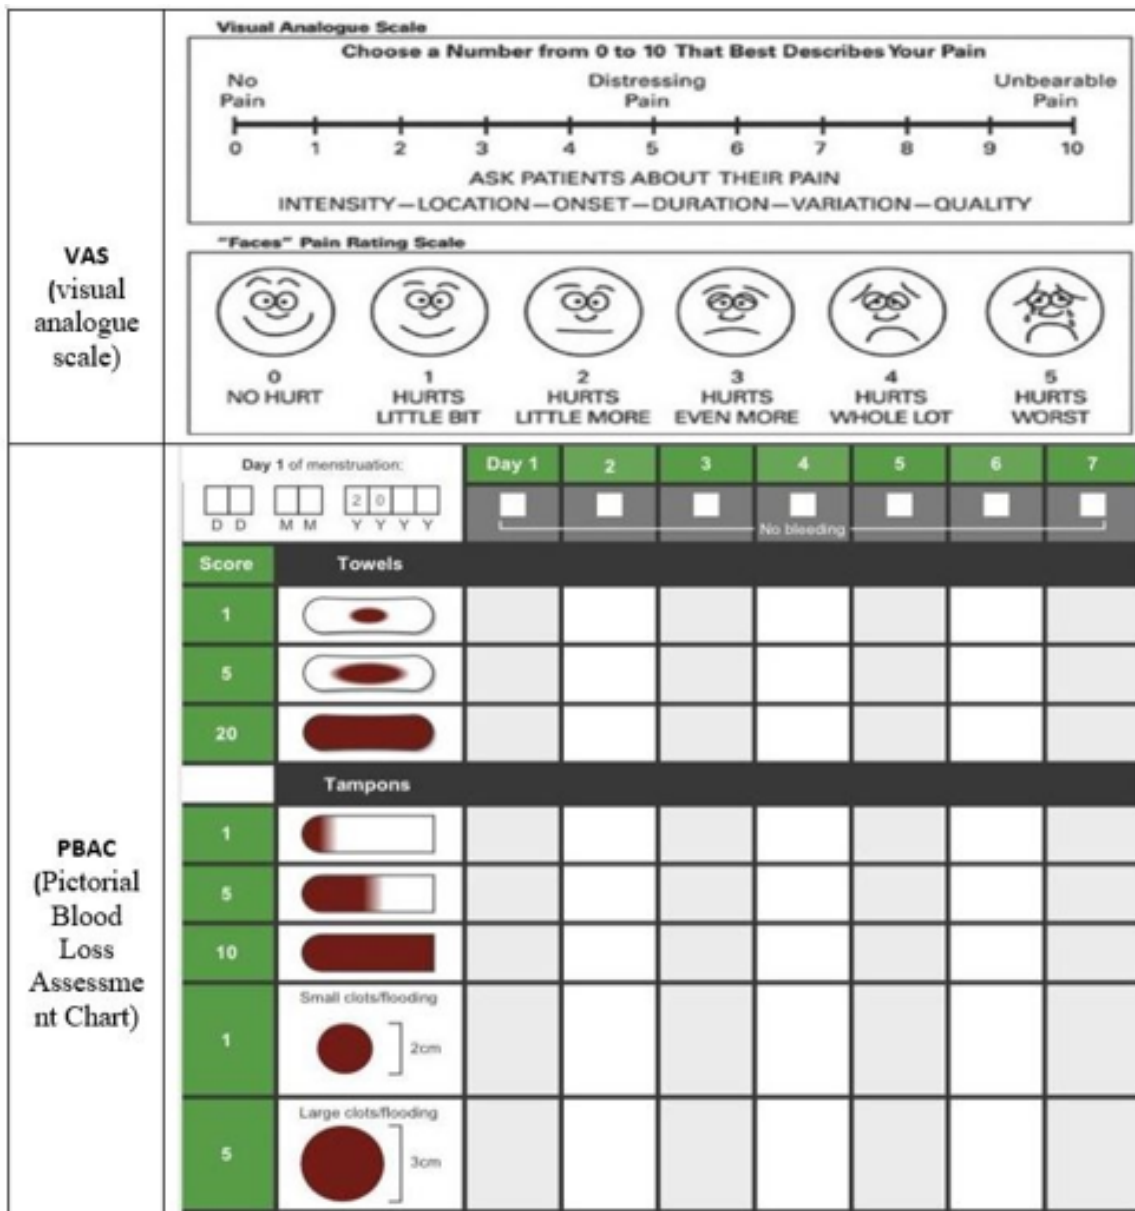 VAS
(visual
analogue
scale)
Visual Analogue Scale
Choose a Number from 0 to 10 That Best Describes Your Pain
No Pain
Distressing Pain
Unbearable Pain
0 1 2 3 4 5 6 7 8 9 10
ASK PATIENTS ABOUT THEIR PAIN
INTENSITY—LOCATION—ONSET—DURATION—VARIATION—QUALITY
"Faces" Pain Rating Scale
0 1 2 3 4 5
NO HURT
HURTS LITTLE BIT
HURTS LITTLE MORE
HURTS EVEN MORE
HURTS WHOLE LOT
HURTS WORST
PBAC
(Pictorial
Blood
Loss
Assessme
nt Chart)
Day 1 of menstruation:
2 0
D D M M Y Y Y Y
Day 1 2 3 4 5 6 7
No bleeding
Score Towels
1
5
20
Tampons
1
5
10
Small clots/flooding
1 2cm
Large clots/flooding
5 3cm